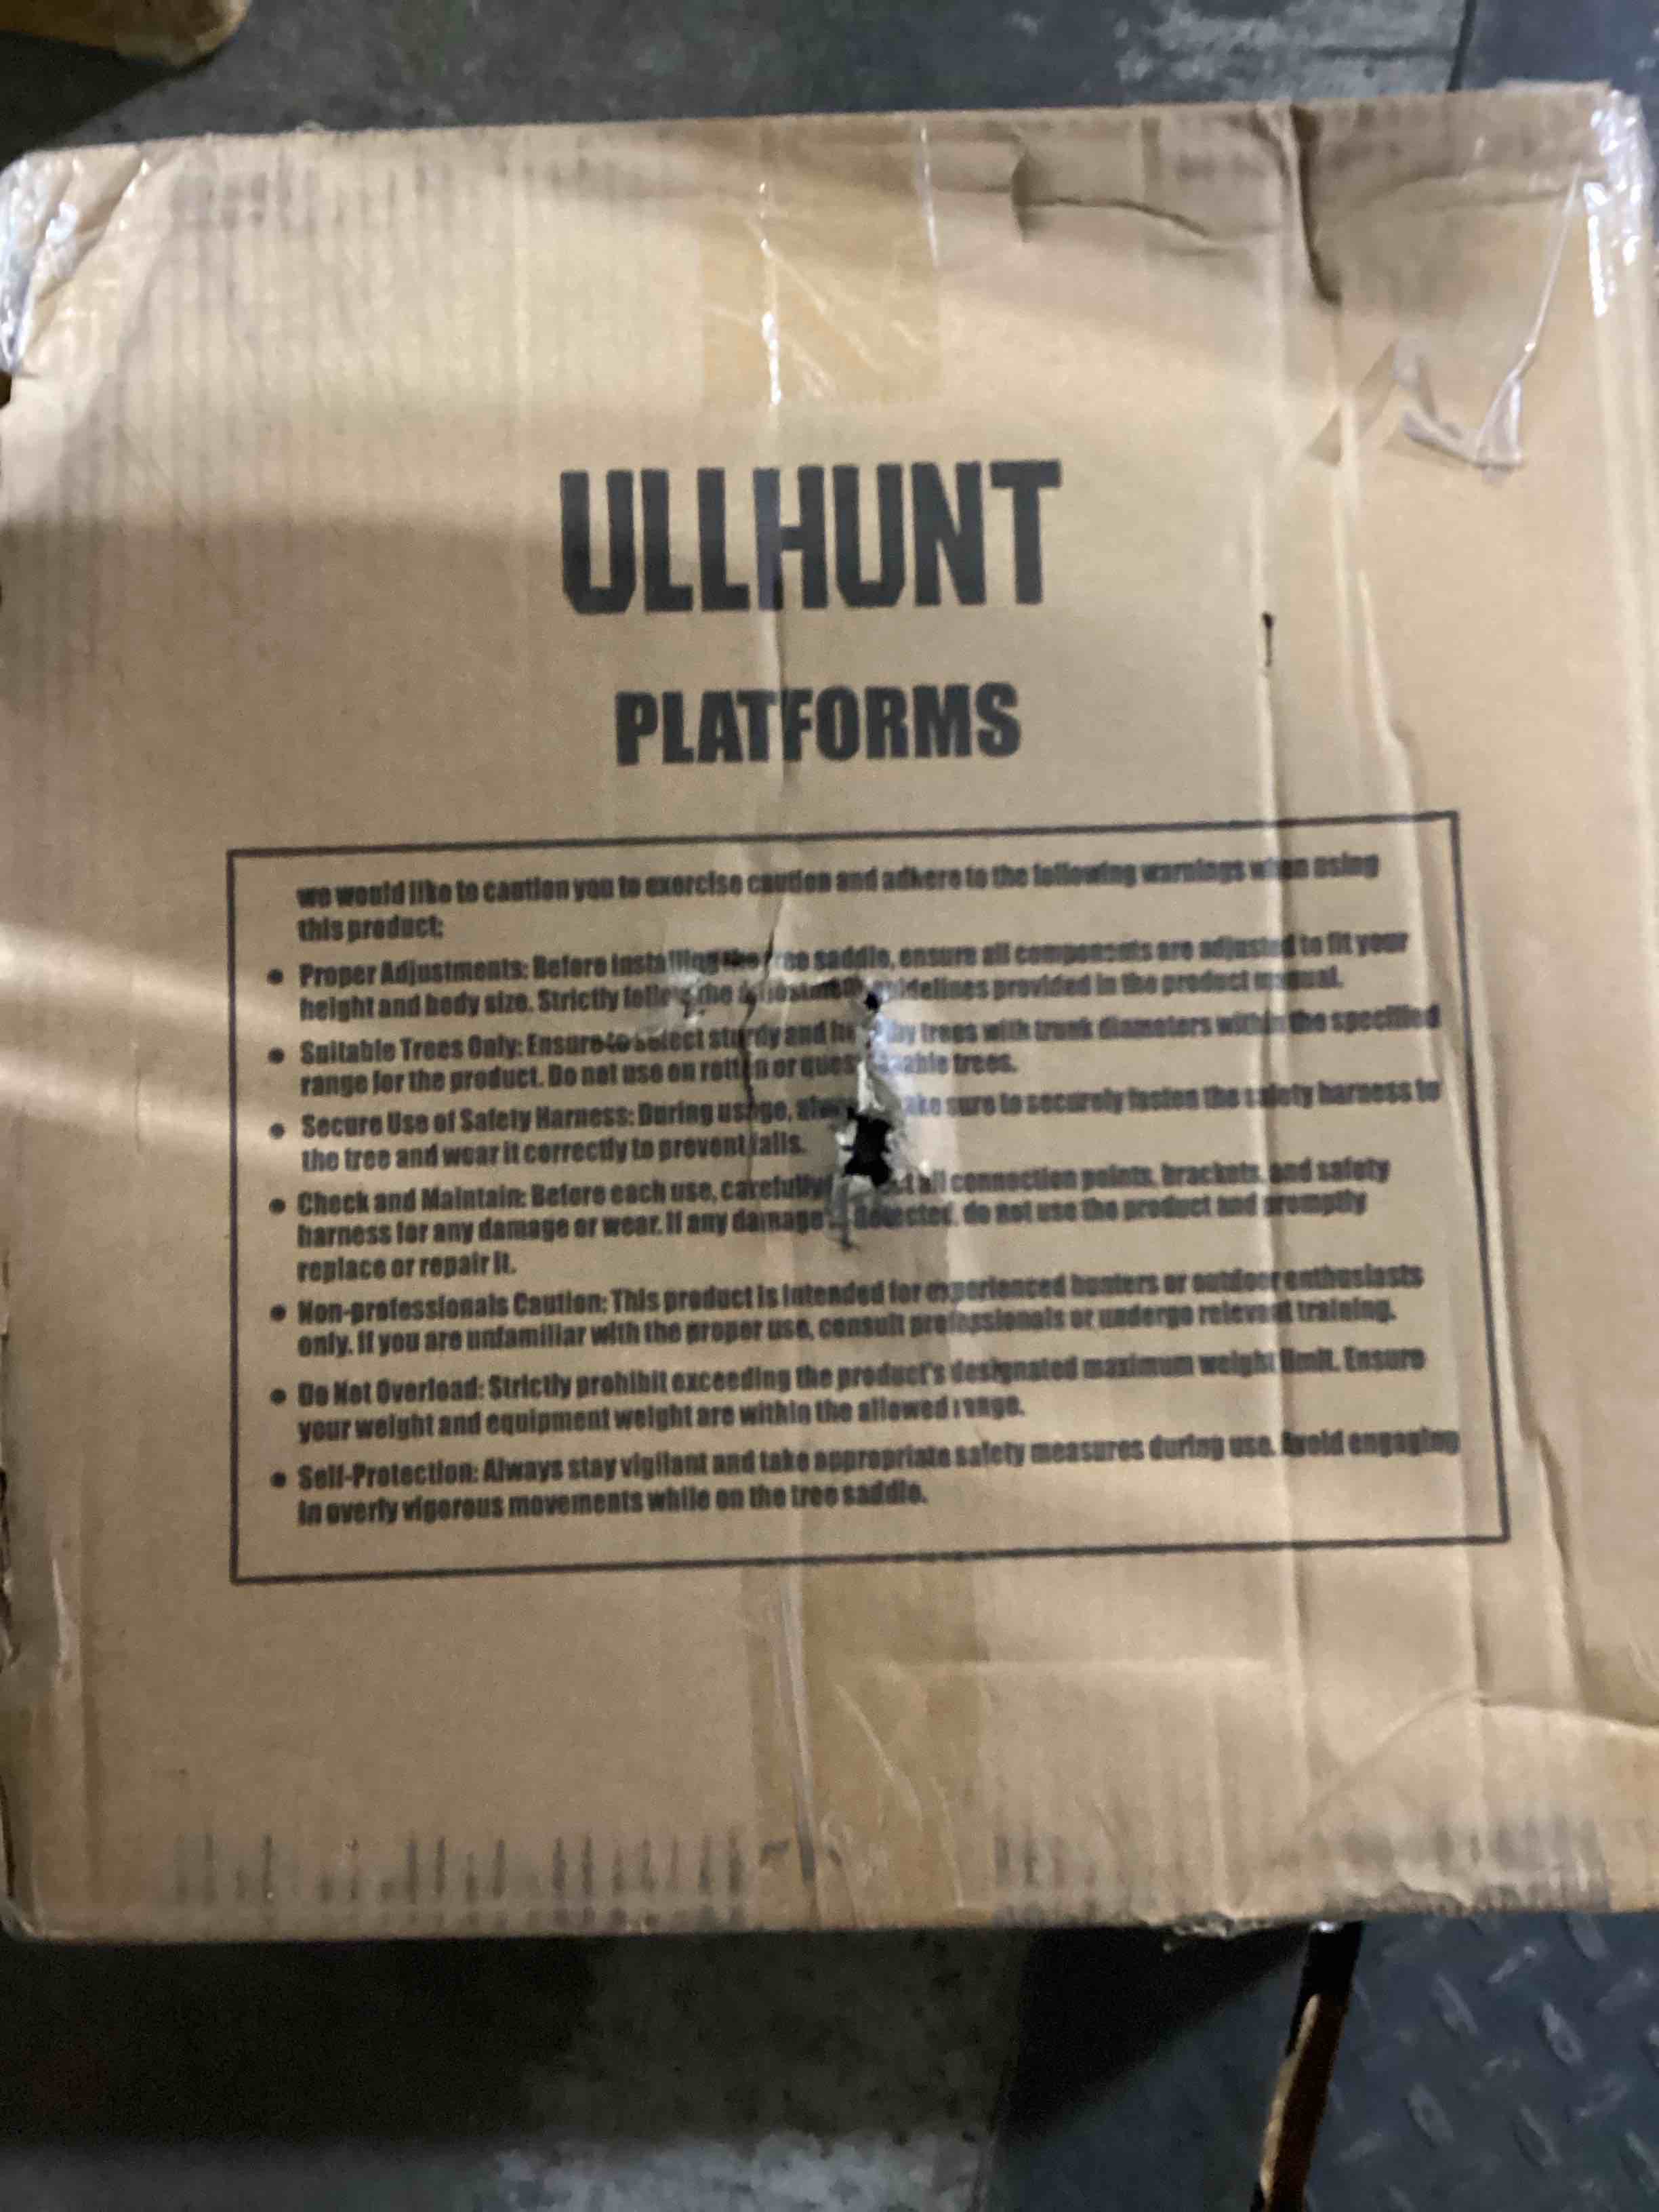 ULLHUNT
PLATFORMS
we would like to caution you to exercise caution and adhere to the following warnings when using
this product:
● Proper Adjustments: Before installing the tree saddle, ensure all components are adjusted to fit your
height and body size. Strictly follow the adjustment guidelines provided in the product manual.
● Suitable Trees Only: Ensure to select sturdy and healthy trees with trunk diameters within the specified
range for the product. Do not use on rotten or questionable trees.
● Secure Use of Safety Harness: During usage, always make sure to securely fasten the safety harness to
the tree and wear it correctly to prevent falls.
● Check and Maintain: Before each use, carefully all connection points, brackets, and safety
harness for any damage or wear. If any damage is detected, do not use the product and promptly
replace or repair it.
● Non-professionals Caution: This product is intended for experienced hunters or outdoor enthusiasts
only. If you are unfamiliar with the proper use, consult professionals or undergo relevant training.
● Do Not Overload: Strictly prohibit exceeding the product's designated maximum weight limit. Ensure
your weight and equipment weight are within the allowed range.
● Self-Protection: Always stay vigilant and take appropriate safety measures during use. Avoid engaging
in overly vigorous movements while on the tree saddle.